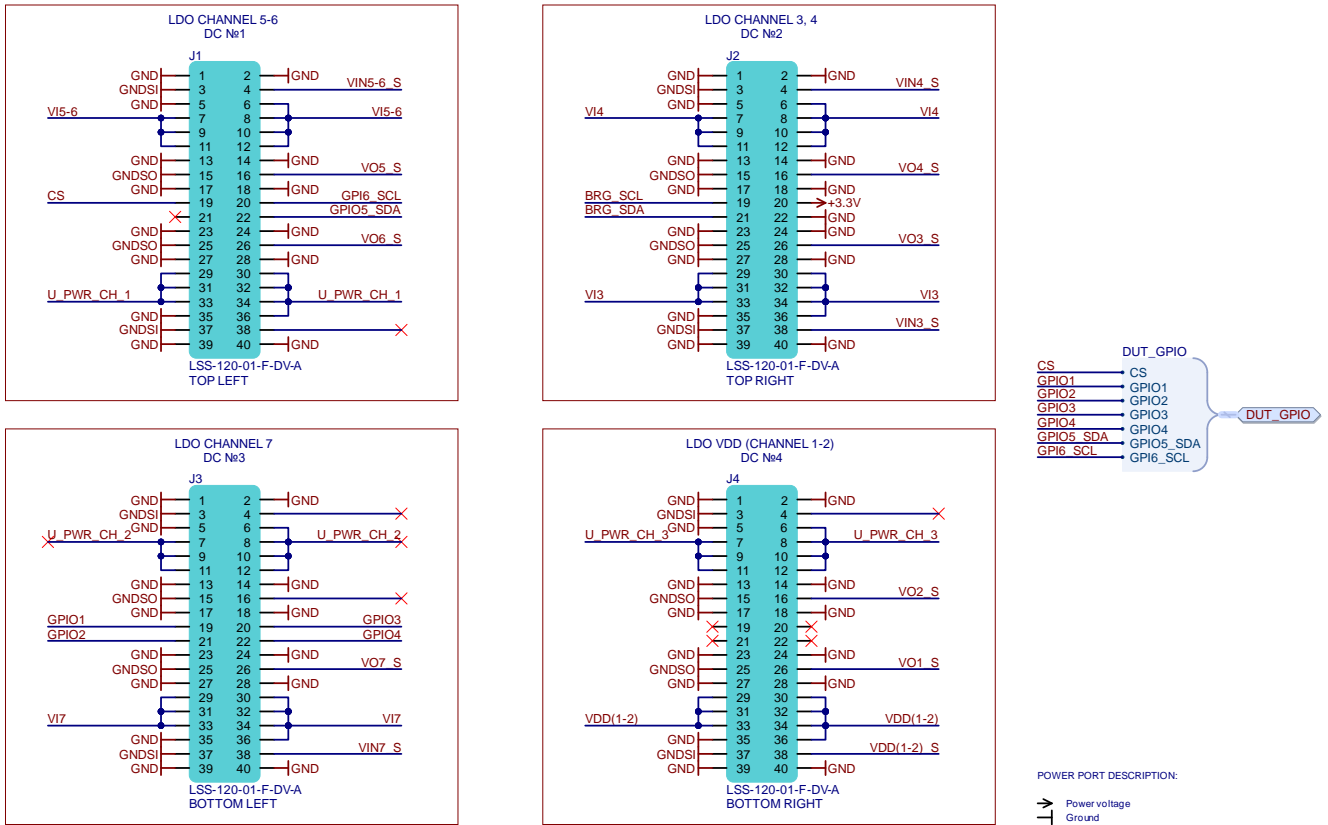 LDO CHANNEL 5-6
DC №1
J1
GND 1 2 GND
GNDSI 3 4 VIN5-6_S
GND 5 6
VI5-6 7 8 VI5-6
9 10
11 12
GND 13 14 GND
GNDSO 15 16 VO5_S
GND 17 18 GND
CS 19 20 GPI6_SCL
21 22 GPIO5_SDA
GND 23 24 GND
GNDSO 25 26 VO6_S
GND 27 28 GND
29 30
31 32
U_PWR_CH_1 33 34 U_PWR_CH_1
GND 35 36
GNDSI 37 38
GND 39 40 GND
LSS-120-01-F-DV-A
TOP LEFT
LDO CHANNEL 3, 4
DC №2
J2
GND 1 2 GND
GNDSI 3 4 VIN4_S
GND 5 6
VI4 7 8 VI4
9 10
11 12
GND 13 14 GND
GNDSO 15 16 VO4_S
GND 17 18 GND
BRG_SCL 19 20 +3.3V
BRG_SDA 21 22 GND
GND 23 24 GND
GNDSO 25 26 VO3_S
GND 27 28 GND
29 30
31 32
VI3 33 34 VI3
GND 35 36
GNDSI 37 38 VIN3_S
GND 39 40 GND
LSS-120-01-F-DV-A
TOP RIGHT
DUT_GPIO
CS CS
GPIO1 GPIO1
GPIO2 GPIO2
GPIO3 GPIO3
GPIO4 GPIO4
GPIO5_SDA GPIO5_SDA
GPI6_SCL GPI6_SCL
DUT_GPIO
LDO CHANNEL 7
DC №3
J3
GND 1 2 GND
GNDSI 3 4
GND 5 6
U_PWR_CH_2 7 8 U_PWR_CH_2
9 10
11 12
GND 13 14 GND
GNDSO 15 16
GND 17 18 GND
GPIO1 19 20 GPIO3
GPIO2 21 22 GPIO4
GND 23 24 GND
GNDSO 25 26 VO7_S
GND 27 28 GND
29 30
31 32
VI7 33 34 VI7
GND 35 36
GNDSI 37 38 VIN7_S
GND 39 40 GND
LSS-120-01-F-DV-A
BOTTOM LEFT
LDO VDD (CHANNEL 1-2)
DC №4
J4
GND 1 2 GND
GNDSI 3 4
GND 5 6
U_PWR_CH_3 7 8 U_PWR_CH_3
9 10
11 12
GND 13 14 GND
GNDSO 15 16 VO2_S
GND 17 18 GND
19 20
21 22
GND 23 24 GND
GNDSO 25 26 VO1_S
GND 27 28 GND
29 30
31 32
VDD(1-2) 33 34 VDD(1-2)
GND 35 36
GNDSI 37 38 VDD(1-2)_S
GND 39 40 GND
LSS-120-01-F-DV-A
BOTTOM RIGHT
POWER PORT DESCRIPTION:
Power voltage
Ground